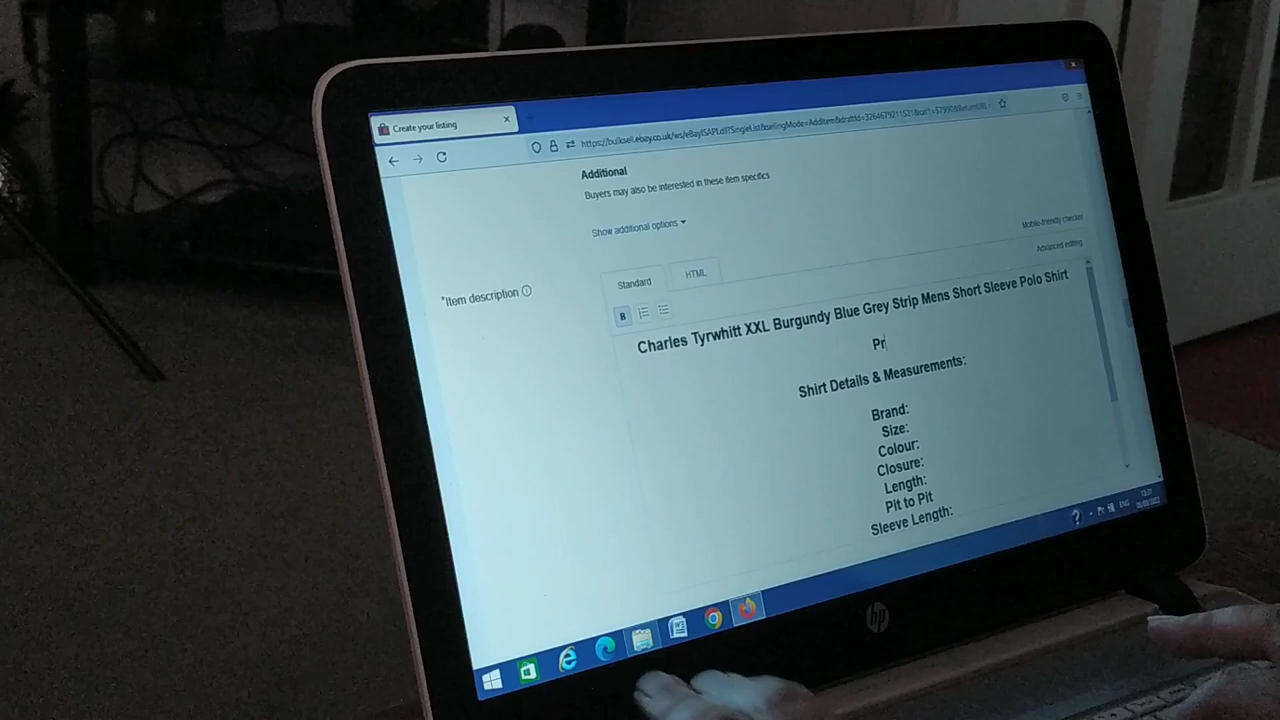 Create your listing
Additional
Buyers may also be interested in these item specifics
Show additional options
Mobile-friendly checker
Advanced editing
*Item description
Standard
HTML
B
Charles Tyrwhitt XXL Burgundy Blue Grey Strip Mens Short Sleeve Polo Shirt
Pr
Shirt Details & Measurements:
Brand:
Size:
Colour:
Closure:
Length:
Pit to Pit
Sleeve Length:
ENG
hp